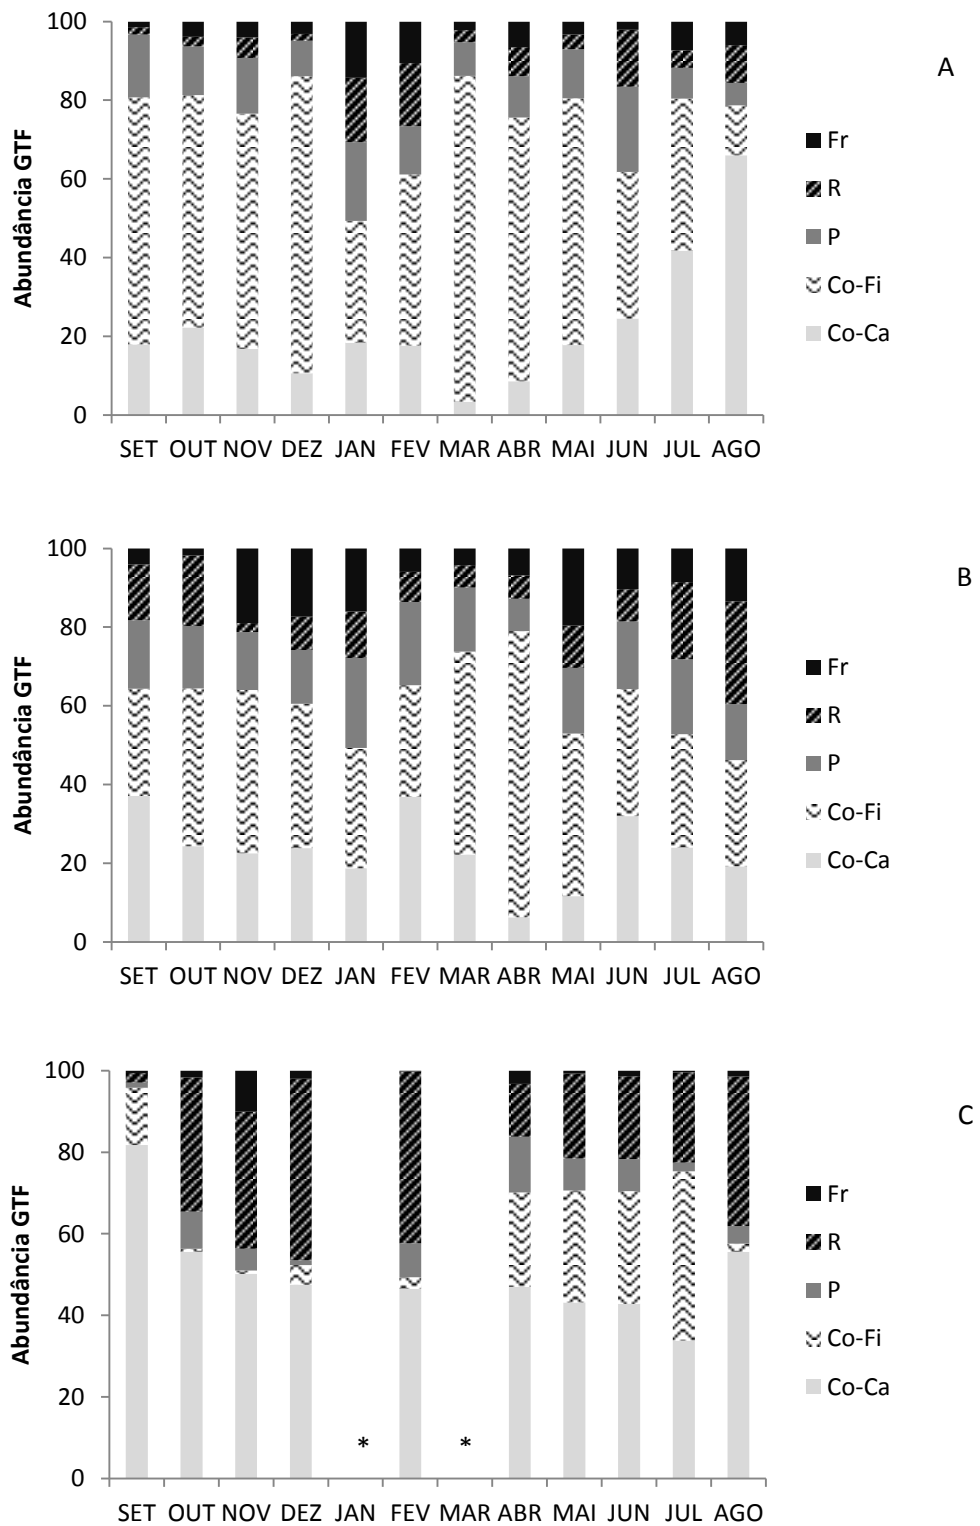 A
Abundância GTF
100
80
60
40
20
0
SET OUT NOV DEZ JAN FEV MAR ABR MAI JUN JUL AGO
Fr
R
P
Co-Fi
Co-Ca
B
Abundância GTF
100
80
60
40
20
0
SET OUT NOV DEZ JAN FEV MAR ABR MAI JUN JUL AGO
Fr
R
P
Co-Fi
Co-Ca
C
Abundância GTF
100
80
60
40
20
0
* *
SET OUT NOV DEZ JAN FEV MAR ABR MAI JUN JUL AGO
Fr
R
P
Co-Fi
Co-Ca